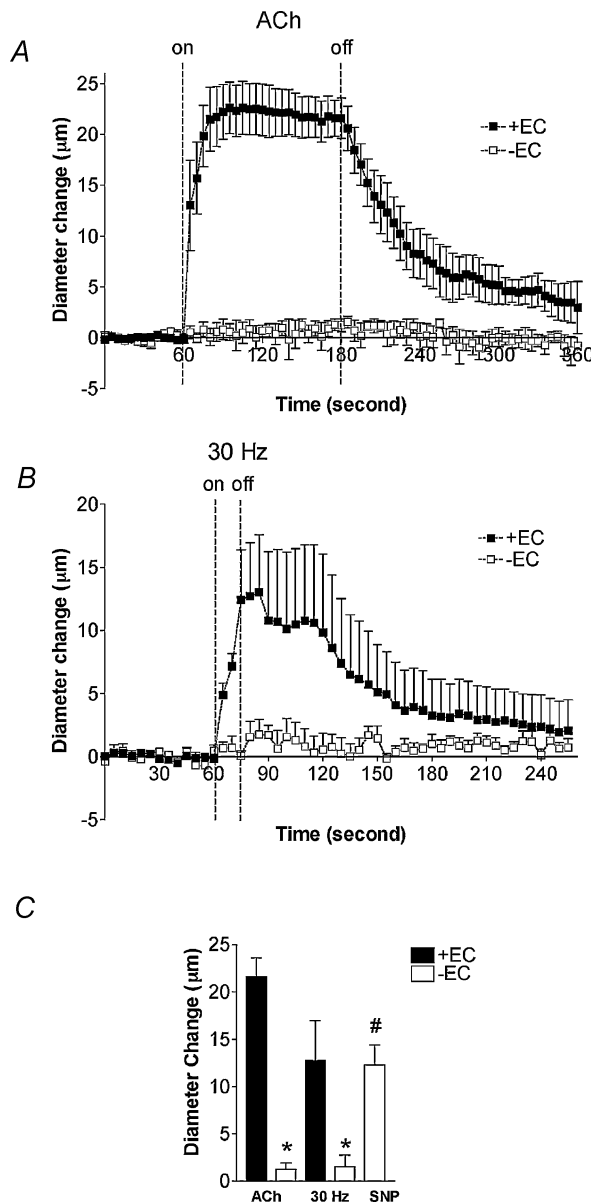 ACh
A
on off
25
20
15
10
5
0
-5
Diameter change (μm)
+EC
-EC
60 120 180 240 300 360
Time (second)
30 Hz
B
on off
20
15
10
5
0
-5
Diameter change (μm)
+EC
-EC
30 60 90 120 150 180 210 240
Time (second)
C
25
20
15
10
5
0
Diameter Change (μm)
+EC
-EC
* * #
ACh 30 Hz SNP